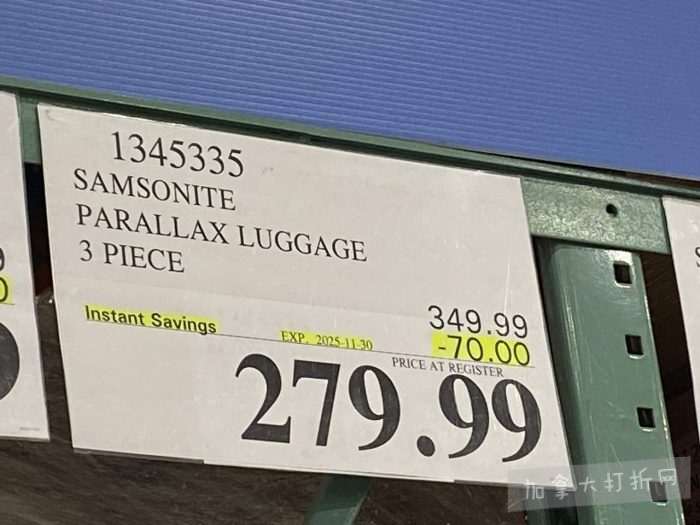 1345335
SAMSONITE
PARALLAX LUGGAGE
3 PIECE
349.99
Instant Savings
EXP. 2025-11-30
-70.00
PRICE AT REGISTER
279.99
加拿大打折网